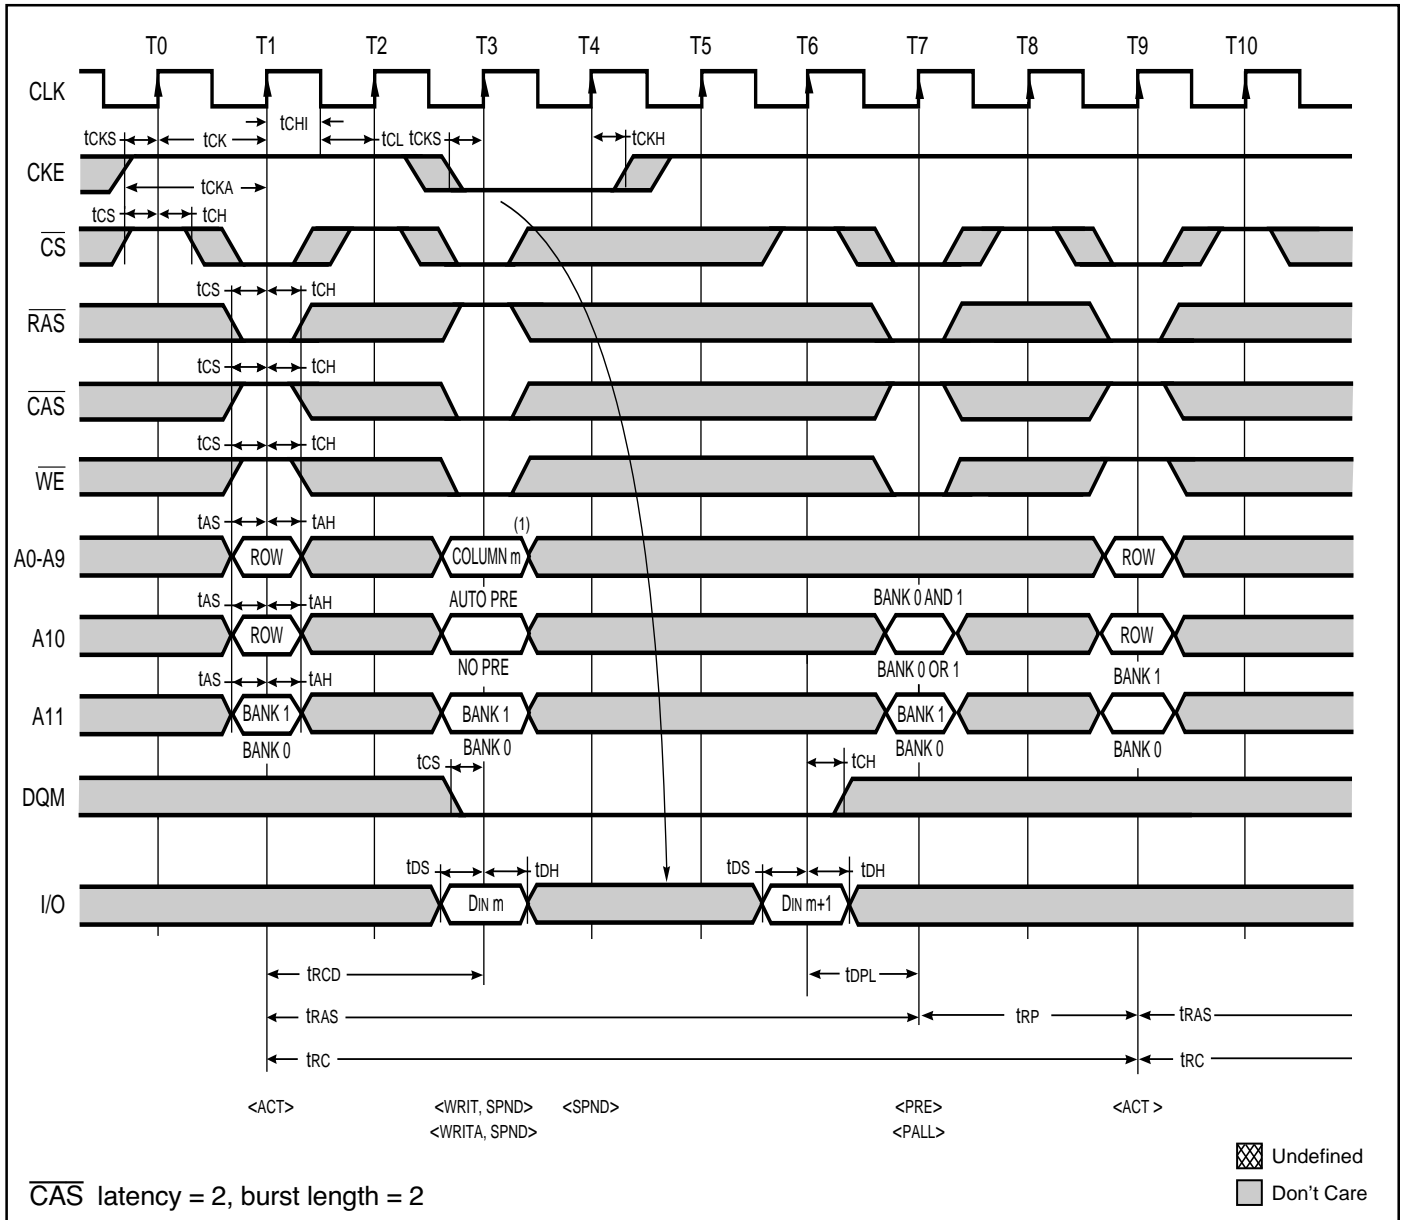 T0 T1 T2 T3 T4 T5 T6 T7 T8 T9 T10
CLK
tCHI
tCKS tCK tCL tCKS tCKH
CKE
tCKA
tCS tCH
CS
tCS tCH
RAS
tCS tCH
CAS
tCS tCH
WE
tAS tAH (1)
A0-A9 ROW COLUMN m ROW
tAS tAH AUTO PRE BANK 0 AND 1
A10 ROW ROW
NO PRE BANK 0 OR 1 BANK 1
tAS tAH
A11 BANK 1 BANK 1 BANK 1
BANK 0 BANK 0 BANK 0 BANK 0
tCS tCH
DQM
tDS tDH tDS tDH
I/O DIN m DIN m+1
tRCD tDPL
tRAS tRP tRAS
tRC tRC
<ACT> <WRIT, SPND> <SPND> <PRE> <ACT >
<WRITA, SPND> <PALL>
Undefined
Don't Care
CAS latency = 2, burst length = 2